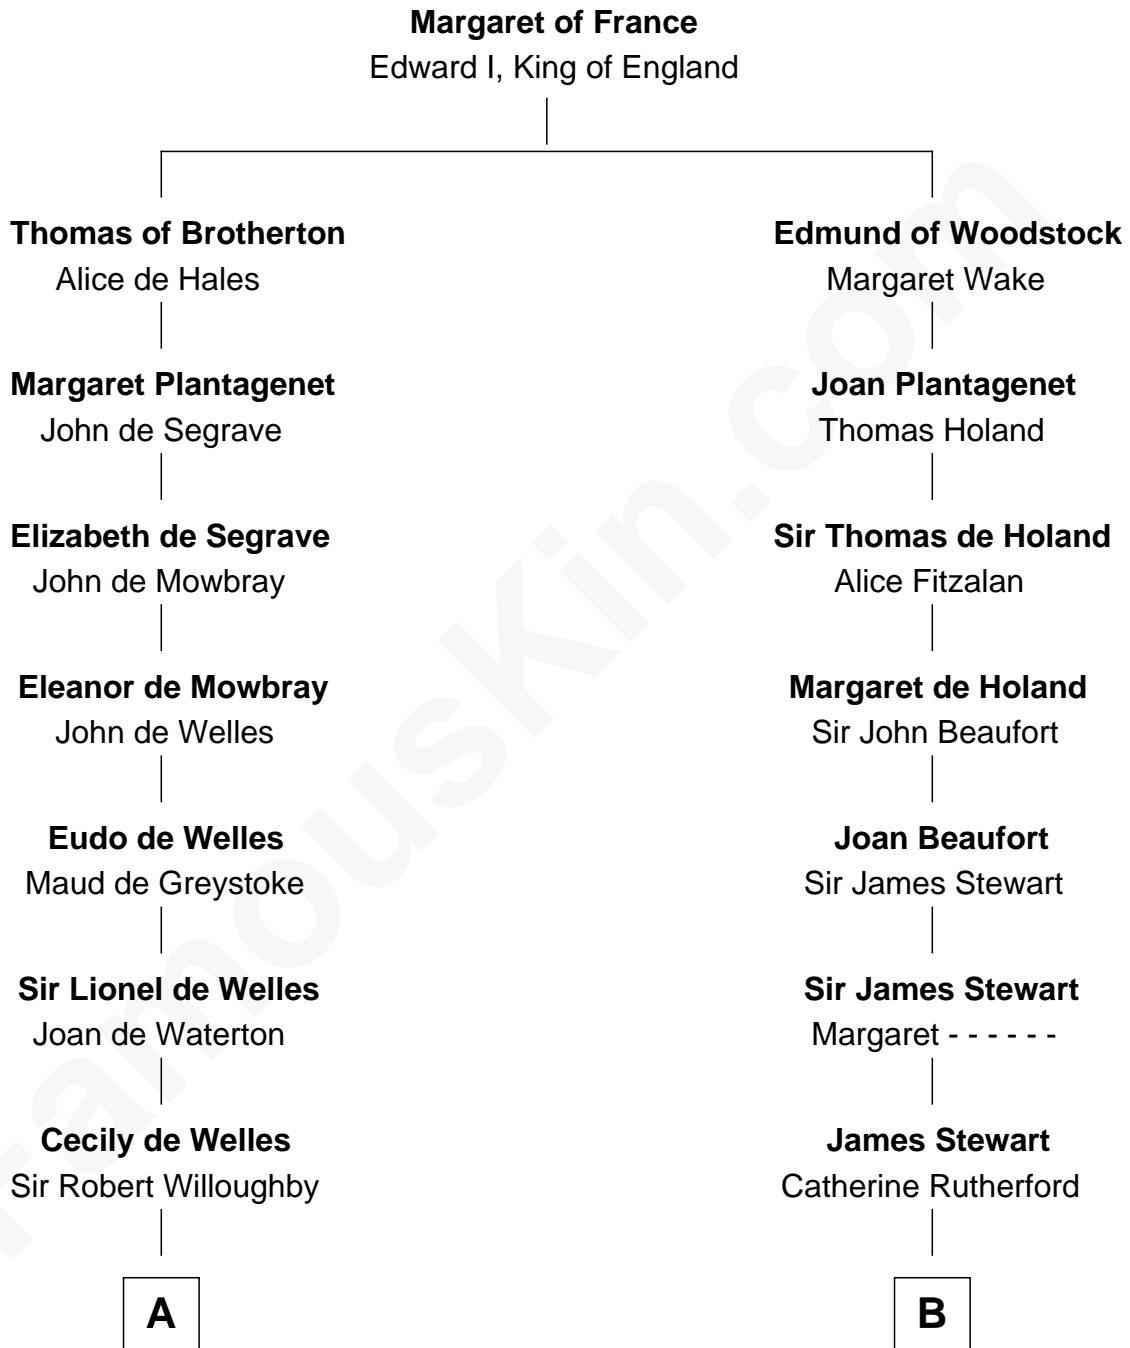 Margaret of France
Edward I, King of England
Thomas of Brotherton
Alice de Hales
Edmund of Woodstock
Margaret Wake
Margaret Plantagenet
John de Segrave
Joan Plantagenet
Thomas Holand
Elizabeth de Segrave
John de Mowbray
Sir Thomas de Holand
Alice Fitzalan
Eleanor de Mowbray
John de Welles
Margaret de Holand
Sir John Beaufort
Eudo de Welles
Maud de Greystoke
Joan Beaufort
Sir James Stewart
Sir Lionel de Welles
Joan de Waterton
Sir James Stewart
Margaret - - - - - -
Cecily de Welles
Sir Robert Willoughby
James Stewart
Catherine Rutherford
A
B
FamousKin.com